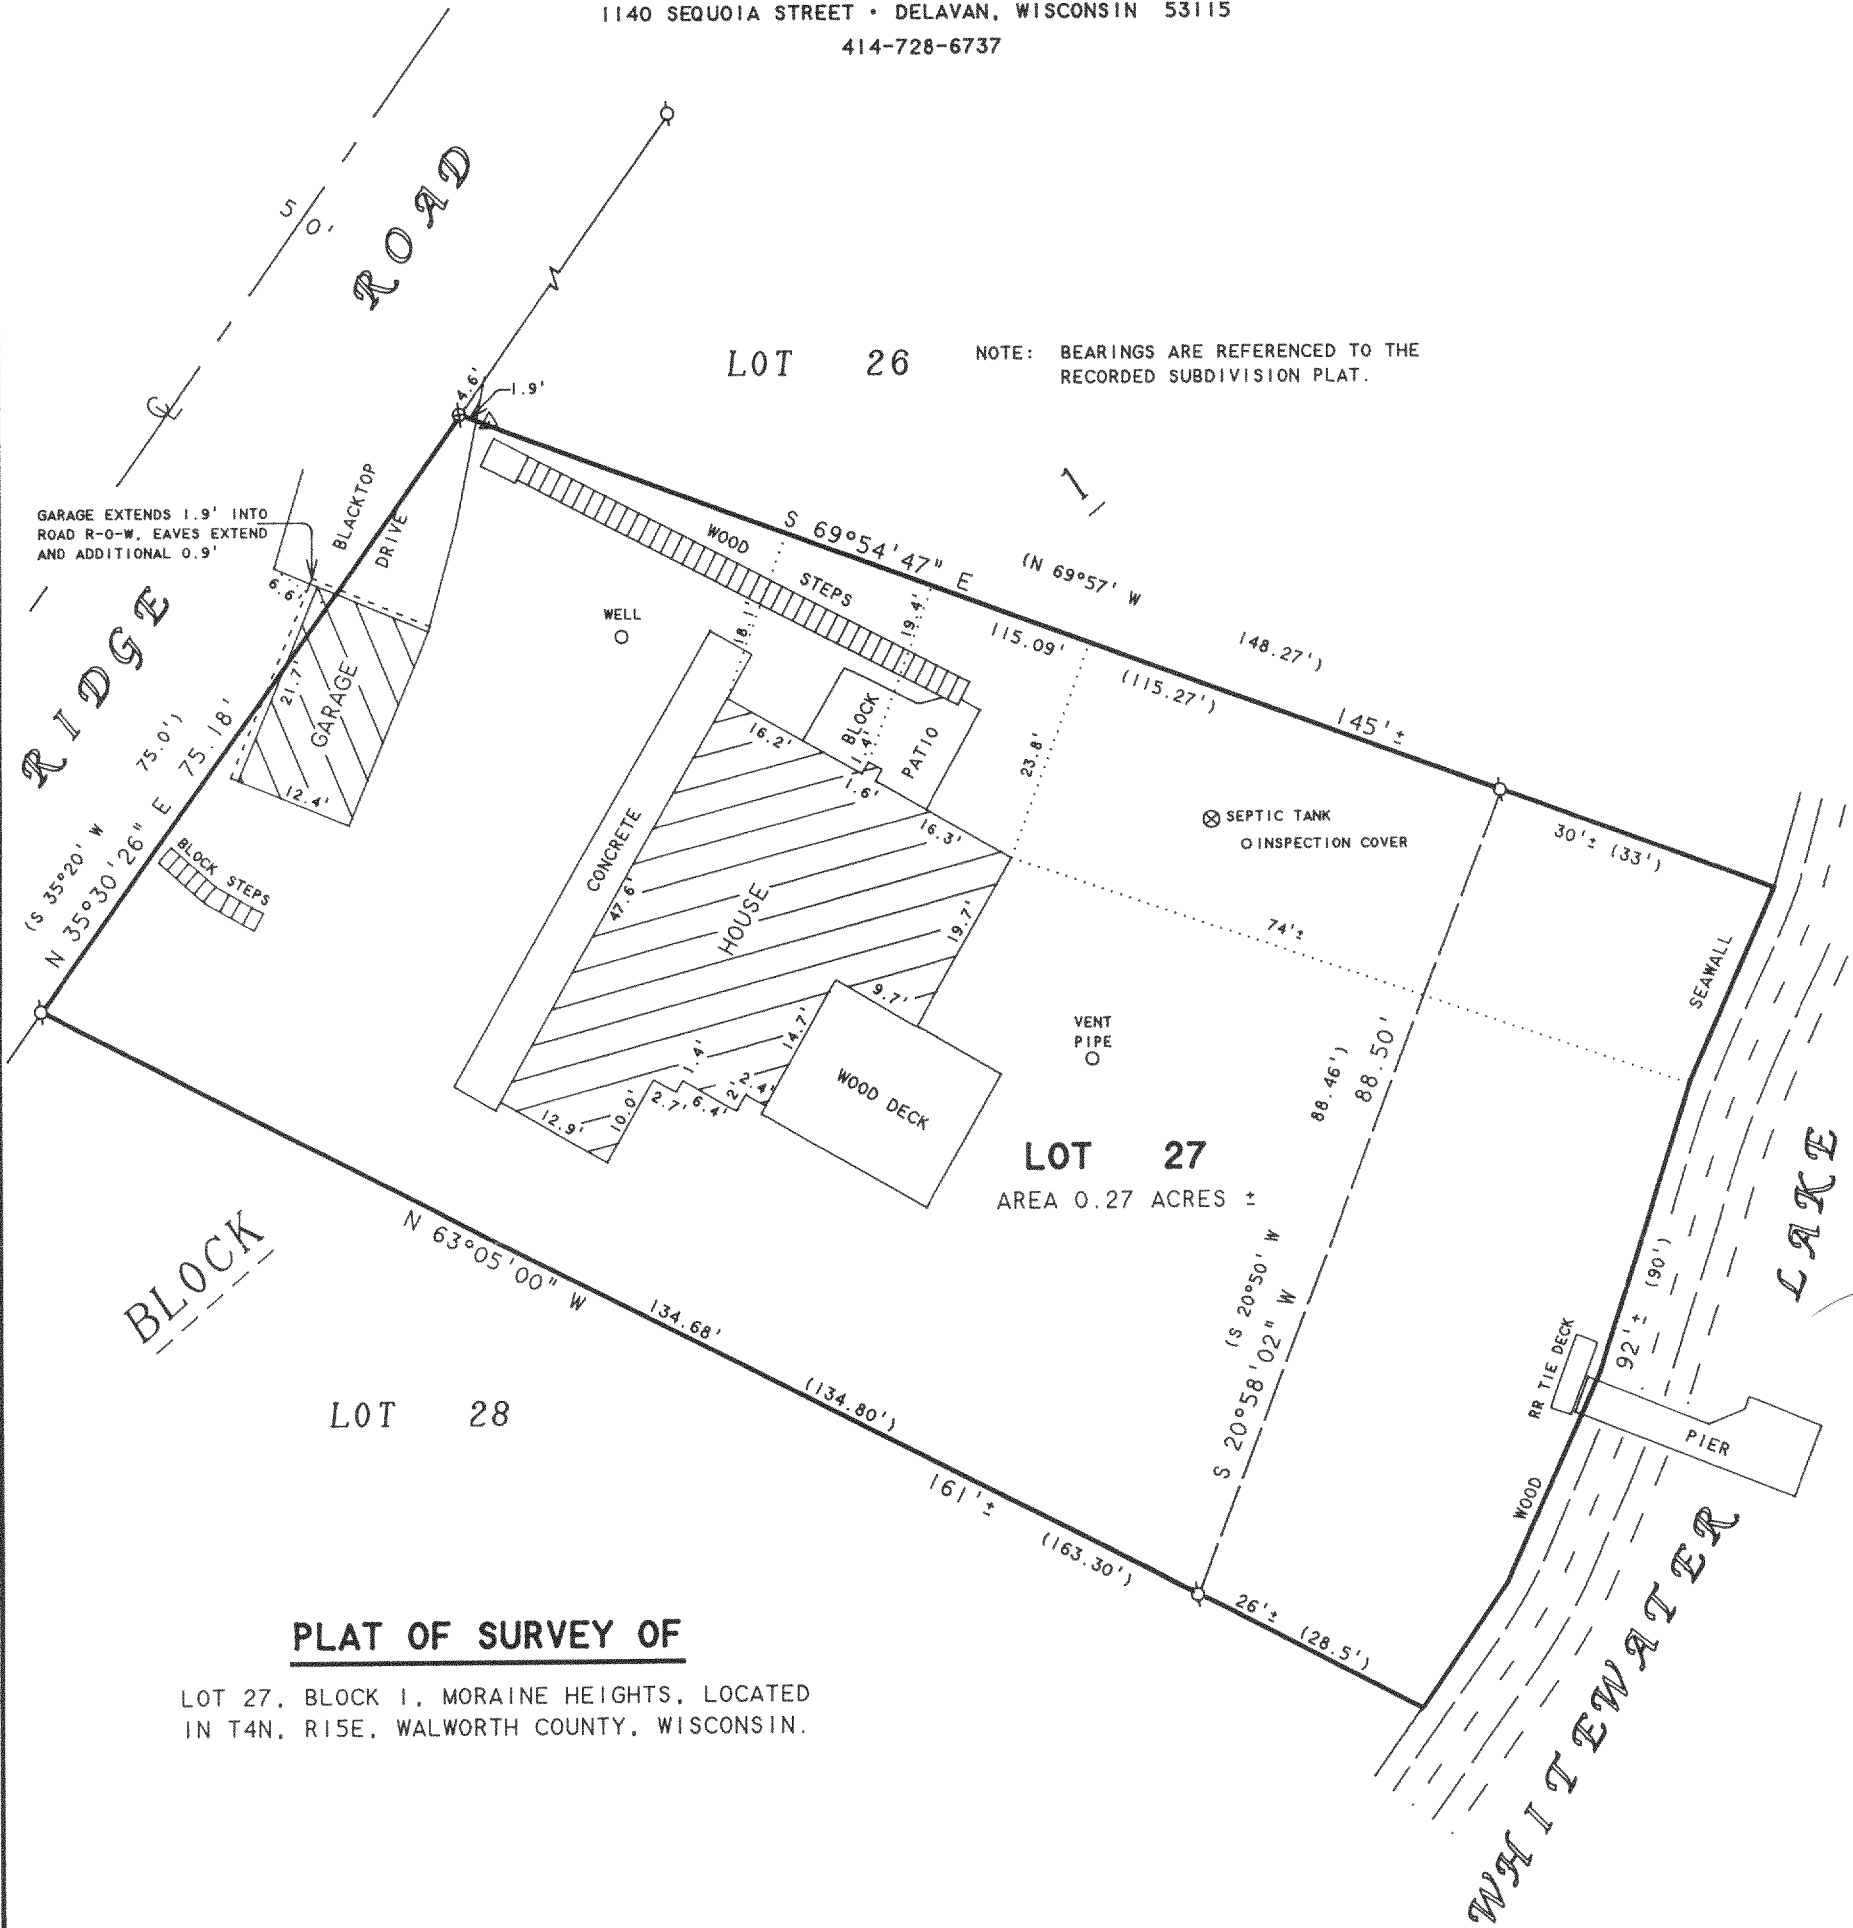 1140 SEQUOIA STREET • DELAVAN, WISCONSIN 53115
414-728-6737
50'
RIDGE ROAD
LOT 26
NOTE: BEARINGS ARE REFERENCED TO THE
RECORDED SUBDIVISION PLAT.
4.6'
1.9'
1
GARAGE EXTENDS 1.9' INTO
ROAD R-O-W, EAVES EXTEND
AND ADDITIONAL 0.9'
BLACKTOP
DRIVE
6.6'
21.7'
GARAGE
12.4'
WOOD STEPS
S 69°54'47" E
(N 69°57' W
148.27')
115.09'
(115.27')
145'±
30'± (33')
WELL
18.1'
19.4'
23.8'
BLOCK
PATIO
1.4'
16.2'
1.6'
16.3'
CONCRETE
47.6'
HOUSE
19.7'
9.7'
14.7'
SEPTIC TANK
INSPECTION COVER
74'±
SEAWALL
(S 35°20' W
75.0')
N 35°30'26" E
75.18'
BLOCK STEPS
VENT
PIPE
WOOD DECK
1.4'
2'
2.4'
6.4'
2.7'
10.0'
12.9'
88.46')
88.50'
LOT 27
AREA 0.27 ACRES ±
(S 20°50' W
S 20°58'02" W
BLOCK
N 63°05'00" W
134.68'
(134.80')
161'±
(163.30')
26'±
(28.5')
92'±
(90')
RR TIE DECK
PIER
WOOD
WHITEWATER LAKE
LOT 28
PLAT OF SURVEY OF
LOT 27, BLOCK 1, MORAINE HEIGHTS, LOCATED
IN T4N, R15E, WALWORTH COUNTY, WISCONSIN.